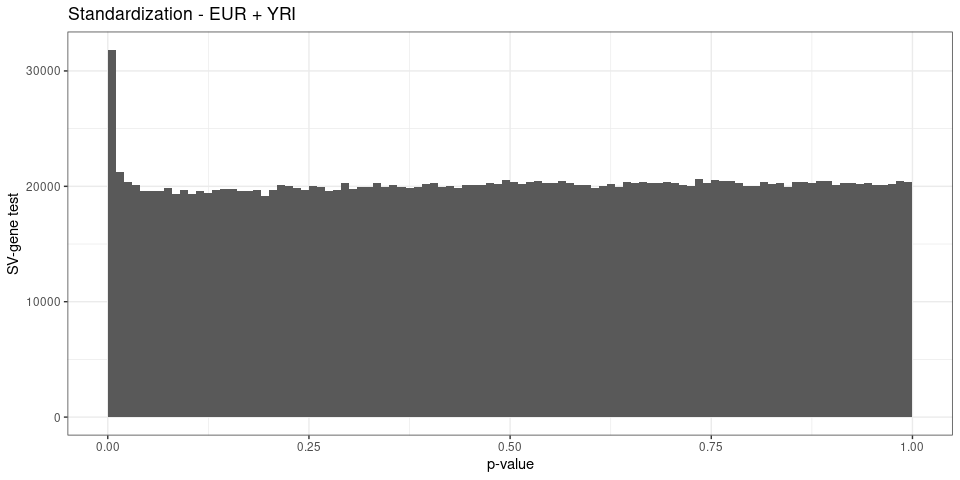 Standardization - EUR + YRI
30000
20000
10000
0
SV-gene test
0.00 0.25 0.50 0.75 1.00
p-value